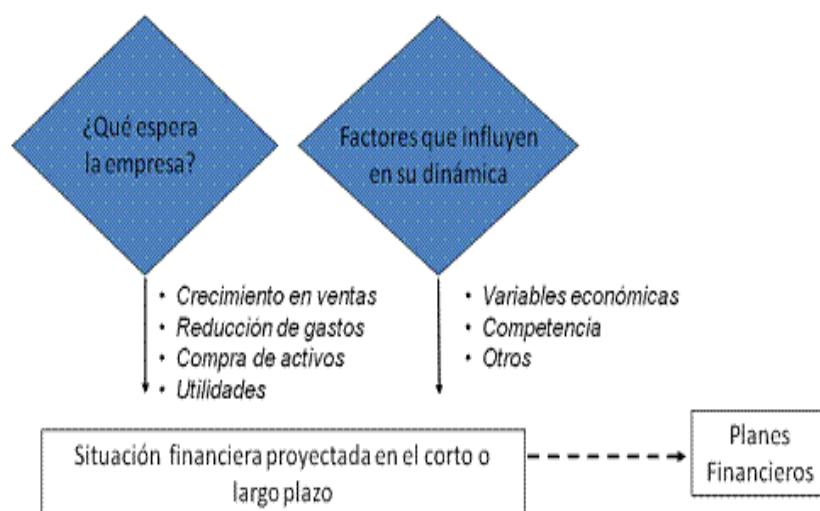 ¿Qué espera
la empresa?
Factores que influyen
en su dinámica
• Crecimiento en ventas
• Reducción de gastos
• Compra de activos
• Utilidades
• Variables económicas
• Competencia
• Otros
Situación financiera proyectada en el corto o
largo plazo
Planes
Financieros